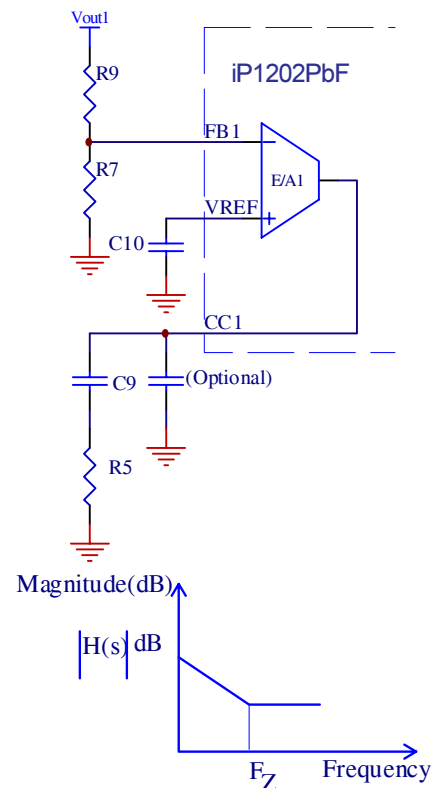 Vout1
R9
iP1202PbF
FB1
R7
E/A1
VREF
C10
CC1
C9
(Optional)
R5
Magnitude(dB)
|H(s)| dB
FZ
Frequency